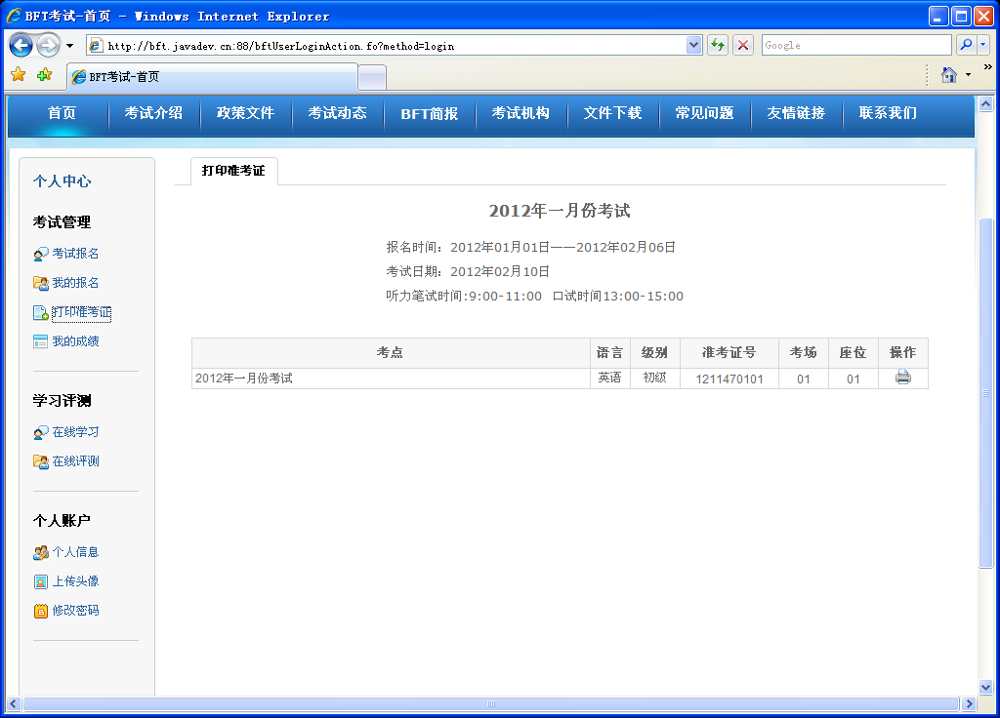 BFT考试-首页 - Windows Internet Explorer
http://bft.javadev.cn:88/bftUserLoginAction.fo?method=login
Google
BFT考试-首页
首页 考试介绍 政策文件 考试动态 BFT简报 考试机构 文件下载 常见问题 友情链接 联系我们
个人中心
考试管理
考试报名
我的报名
打印准考证
我的成绩
学习评测
在线学习
在线评测
个人账户
个人信息
上传头像
修改密码
打印准考证
2012年一月份考试
报名时间：2012年01月01日——2012年02月06日
考试日期：2012年02月10日
听力笔试时间:9:00-11:00 口试时间13:00-15:00
考点 语言 级别 准考证号 考场 座位 操作
2012年一月份考试 英语 初级 1211470101 01 01